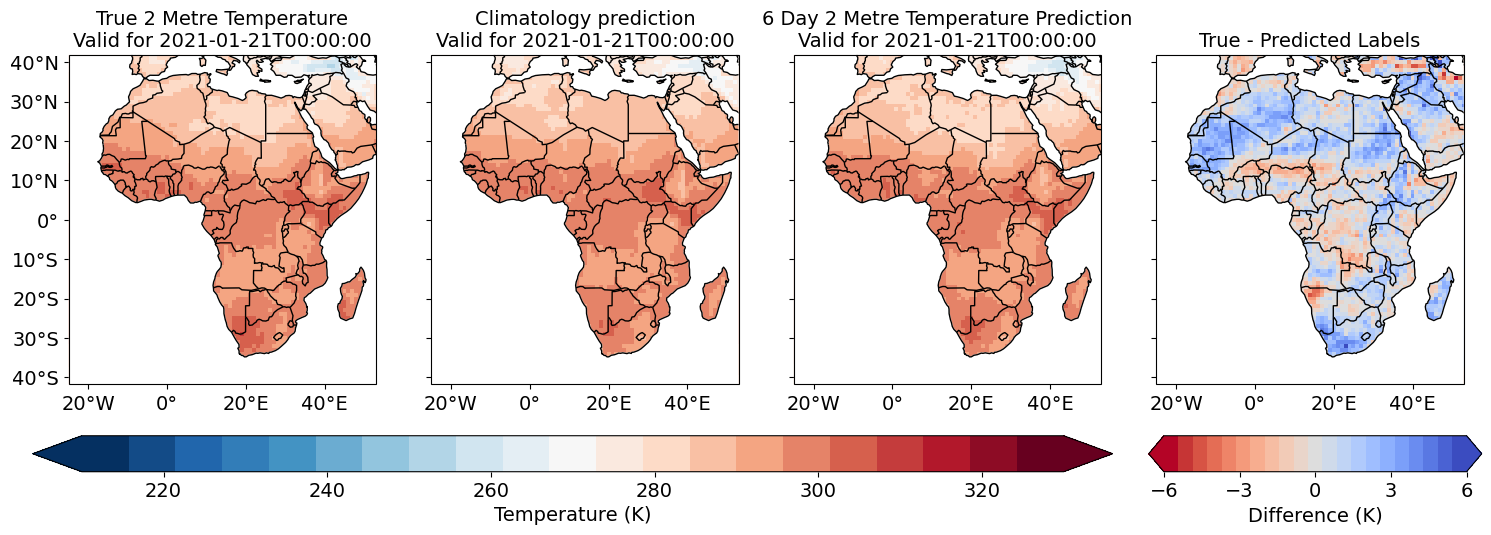 True 2 Metre Temperature
Valid for 2021-01-21T00:00:00
Climatology prediction
Valid for 2021-01-21T00:00:00
6 Day 2 Metre Temperature Prediction
Valid for 2021-01-21T00:00:00
True - Predicted Labels
40°N
30°N
20°N
10°N
0°
10°S
20°S
30°S
40°S
20°W 0° 20°E 40°E
20°W 0° 20°E 40°E
20°W 0° 20°E 40°E
20°W 0° 20°E 40°E
220 240 260 280 300 320
Temperature (K)
−6 −3 0 3 6
Difference (K)